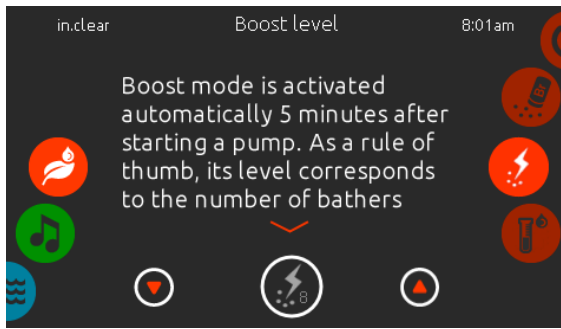 in.clear
Boost level
8:01am
Boost mode is activated
automatically 5 minutes after
starting a pump. As a rule of
thumb, its level corresponds
to the number of bathers
Br
8